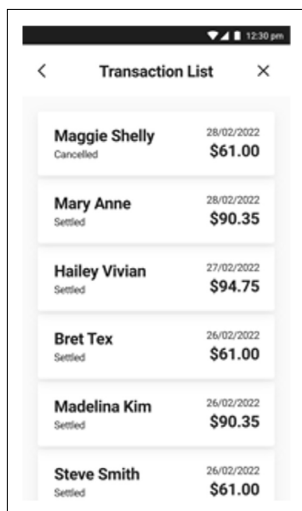 12:30 pm
Transaction List
Maggie Shelly 28/02/2022
Cancelled $61.00
Mary Anne 28/02/2022
Settled $90.35
Hailey Vivian 27/02/2022
Settled $94.75
Bret Tex 26/02/2022
Settled $61.00
Madelina Kim 26/02/2022
Settled $90.35
Steve Smith 26/02/2022
Settled $61.00